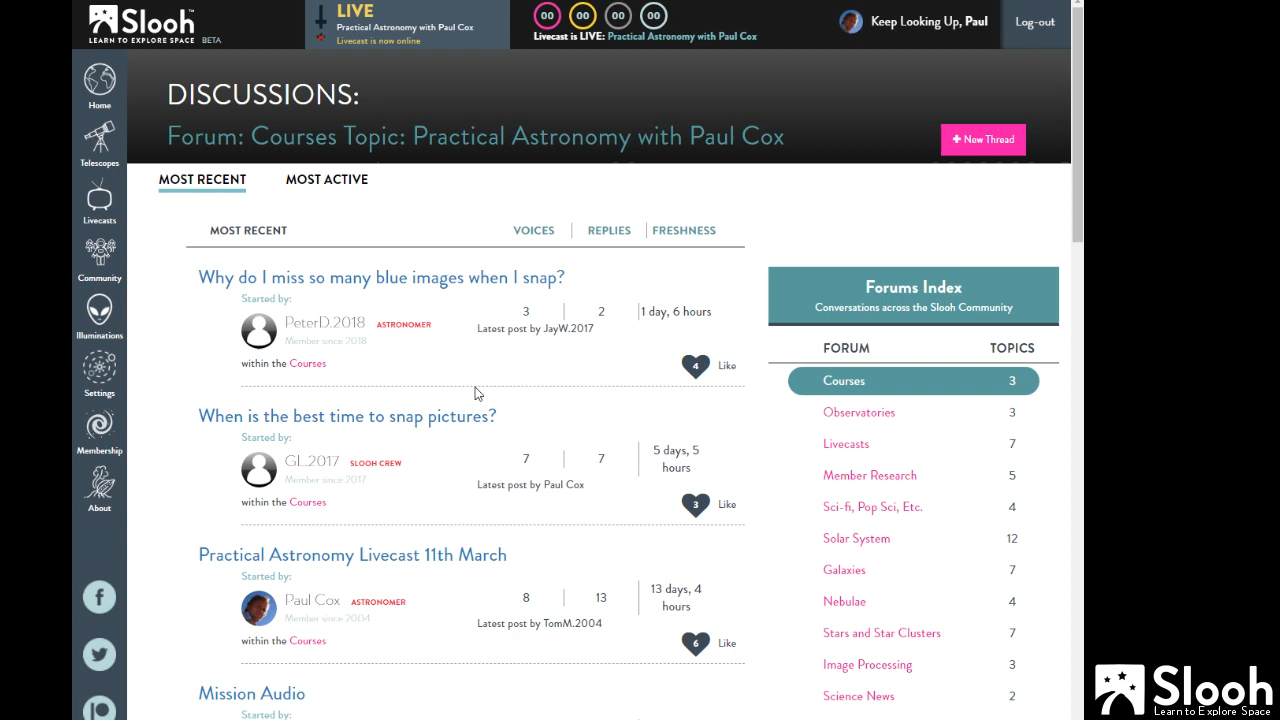 Slooh™
LEARN TO EXPLORE SPACE BETA
LIVE
Practical Astronomy with Paul Cox
Livecast is now online
00 00 00 00
Livecast is LIVE: Practical Astronomy with Paul Cox
Keep Looking Up, Paul
Log-out
Home
Telescopes
Livecasts
Community
Illuminations
Settings
Membership
About
DISCUSSIONS:
Forum: Courses Topic: Practical Astronomy with Paul Cox
+ New Thread
MOST RECENT MOST ACTIVE
MOST RECENT VOICES REPLIES FRESHNESS
Why do I miss so many blue images when I snap?
Started by:
PeterD.2018 ASTRONOMER
Member since 2018
3 2 1 day, 6 hours
Latest post by JayW.2017
within the Courses
4 Like
When is the best time to snap pictures?
Started by:
GL.2017 SLOOH CREW
Member since 2017
7 7 5 days, 5
hours
Latest post by Paul Cox
within the Courses
3 Like
Practical Astronomy Livecast 11th March
Started by:
Paul Cox ASTRONOMER
Member since 2004
8 13 13 days, 4
hours
Latest post by TomM.2004
within the Courses
6 Like
Mission Audio
Started by:
Forums Index
Conversations across the Slooh Community
FORUM TOPICS
Courses 3
Observatories 3
Livecasts 7
Member Research 5
Sci-fi, Pop Sci, Etc. 4
Solar System 12
Galaxies 7
Nebulae 4
Stars and Star Clusters 7
Image Processing 3
Science News 2
Slooh
Learn to Explore Space